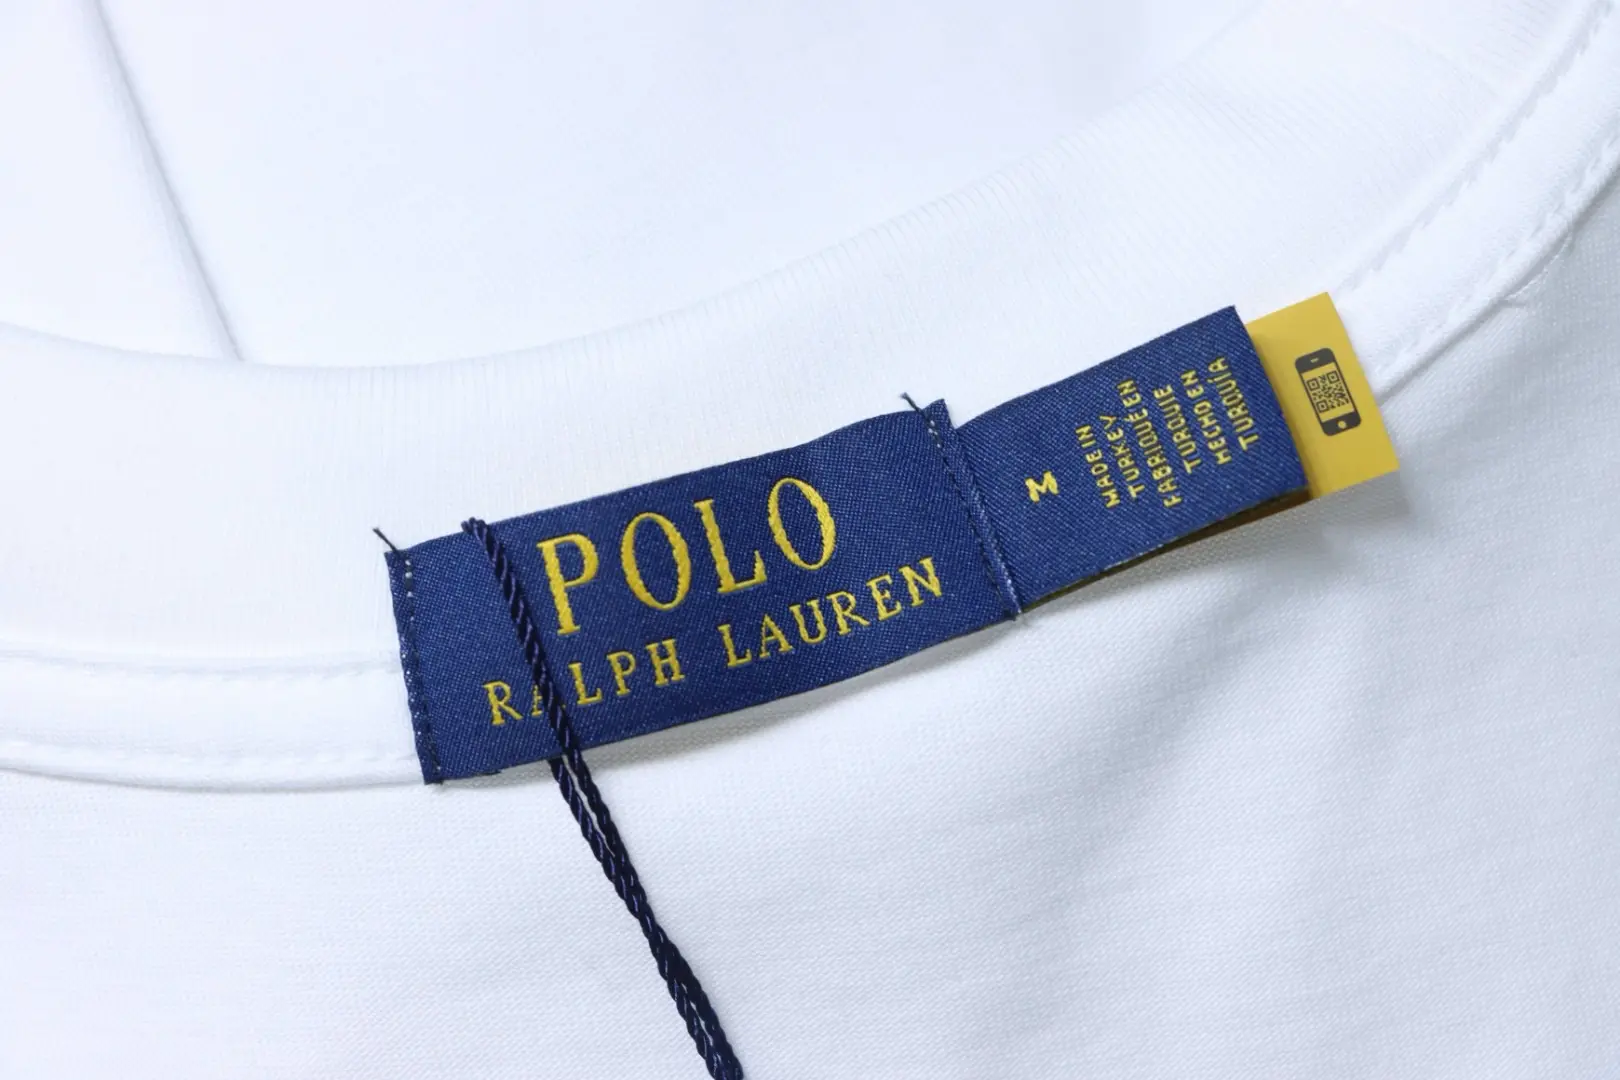 POLO
RALPH LAUREN
M
MADE IN
TURKEY
FABRIQUÉ EN
TURQUIE
HECHO EN
TURQUÍA